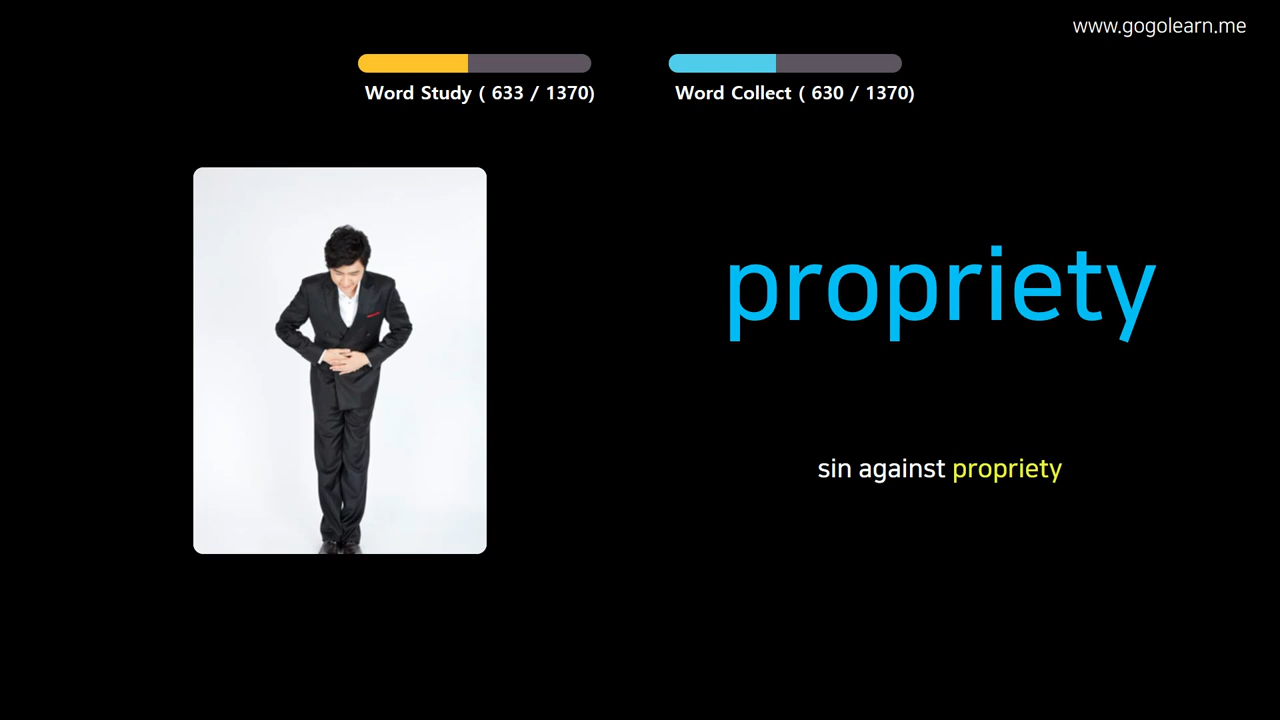 www.gogolearn.me
Word Study ( 633 / 1370)
Word Collect ( 630 / 1370)
propriety
sin against propriety